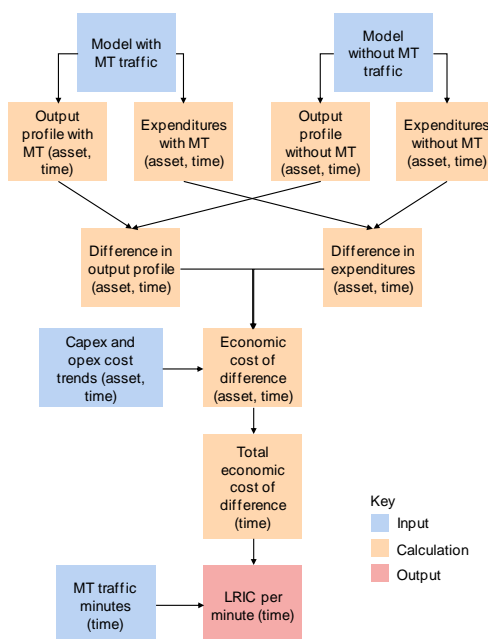 Model with
MT traffic
Model
without MT
traffic
Output
profile with
MT (asset,
time)
Expenditures
with MT
(asset, time)
Output
profile
without MT
(asset, time)
Expenditures
without MT
(asset, time)
Difference in
output profile
(asset, time)
Difference in
expenditures
(asset, time)
Capex and
opex cost
trends (asset,
time)
Economic
cost of
difference
(asset, time)
Total
economic
cost of
difference
(time)
MT traffic
minutes
(time)
LRIC per
minute (time)
Key
Input
Calculation
Output